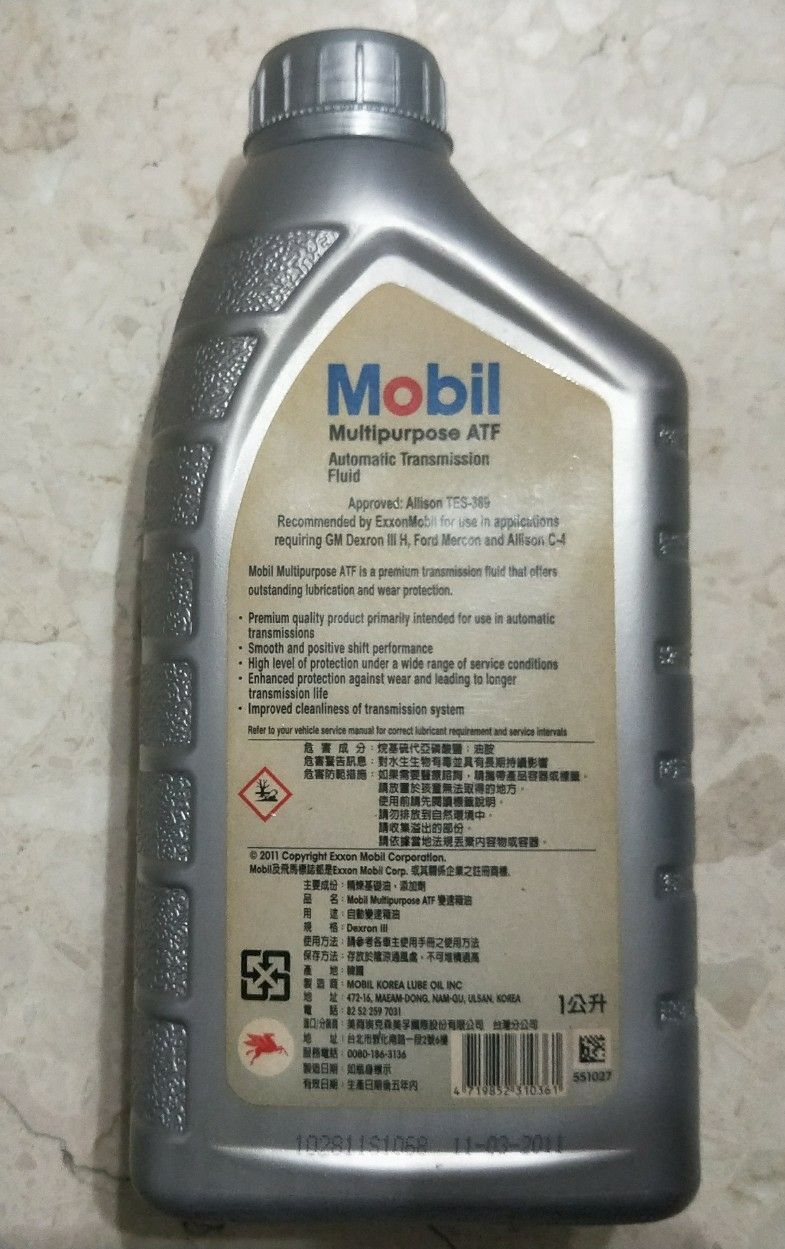 Mobil
Multipurpose ATF
Automatic Transmission
Fluid
Approved: Allison TES-389
Recommended by ExxonMobil for use in applications
requiring GM Dexron III H, Ford Mercon and Allison C-4
Mobil Multipurpose ATF is a premium transmission fluid that offers
outstanding lubrication and wear protection.
• Premium quality product primarily intended for use in automatic
transmissions
• Smooth and positive shift performance
• High level of protection under a wide range of service conditions
• Enhanced protection against wear and leading to longer
transmission life
• Improved cleanliness of transmission system
Refer to your vehicle service manual for correct lubricant requirement and service intervals
危害成分：烷基硫代亞磷酸鹽；油胺
危害警告訊息：對水生生物有毒並具有長期持續影響
危害防範措施：如果需要醫療諮詢，請攜帶產品容器或標籤。
請放置於孩童無法取得的地方。
使用前請先閱讀標籤說明。
請勿排放到自然環境中。
請收集溢出的部份。
請依據當地法規丟棄內容物或容器。
© 2011 Copyright Exxon Mobil Corporation.
Mobil及飛馬標誌都是Exxon Mobil Corp. 或其關係企業之註冊商標.
主要成份：精煉基礎油，添加劑
品名：Mobil Multipurpose ATF 變速箱油
用途：自動變速箱油
規格：Dexron III
使用方法：請參考各車主使用手冊之使用方法
保存方法：存放於陰涼通風處，不可堆積過高
產地：韓國
製造商：MOBIL KOREA LUBE OIL INC
地址：472-16, MAEAM-DONG, NAM-GU, ULSAN, KOREA
電話：82 52 259 7031
進口/分裝商：美商埃克森美孚國際股份有限公司 台灣分公司
地址：台北市敦化南路一段2號6樓
服務電話：0080-186-3136
製造日期：如瓶身標示
有效日期：生產日期後五年內
1公升
4 719852 310361
551027
102811S1068 11-03-2011